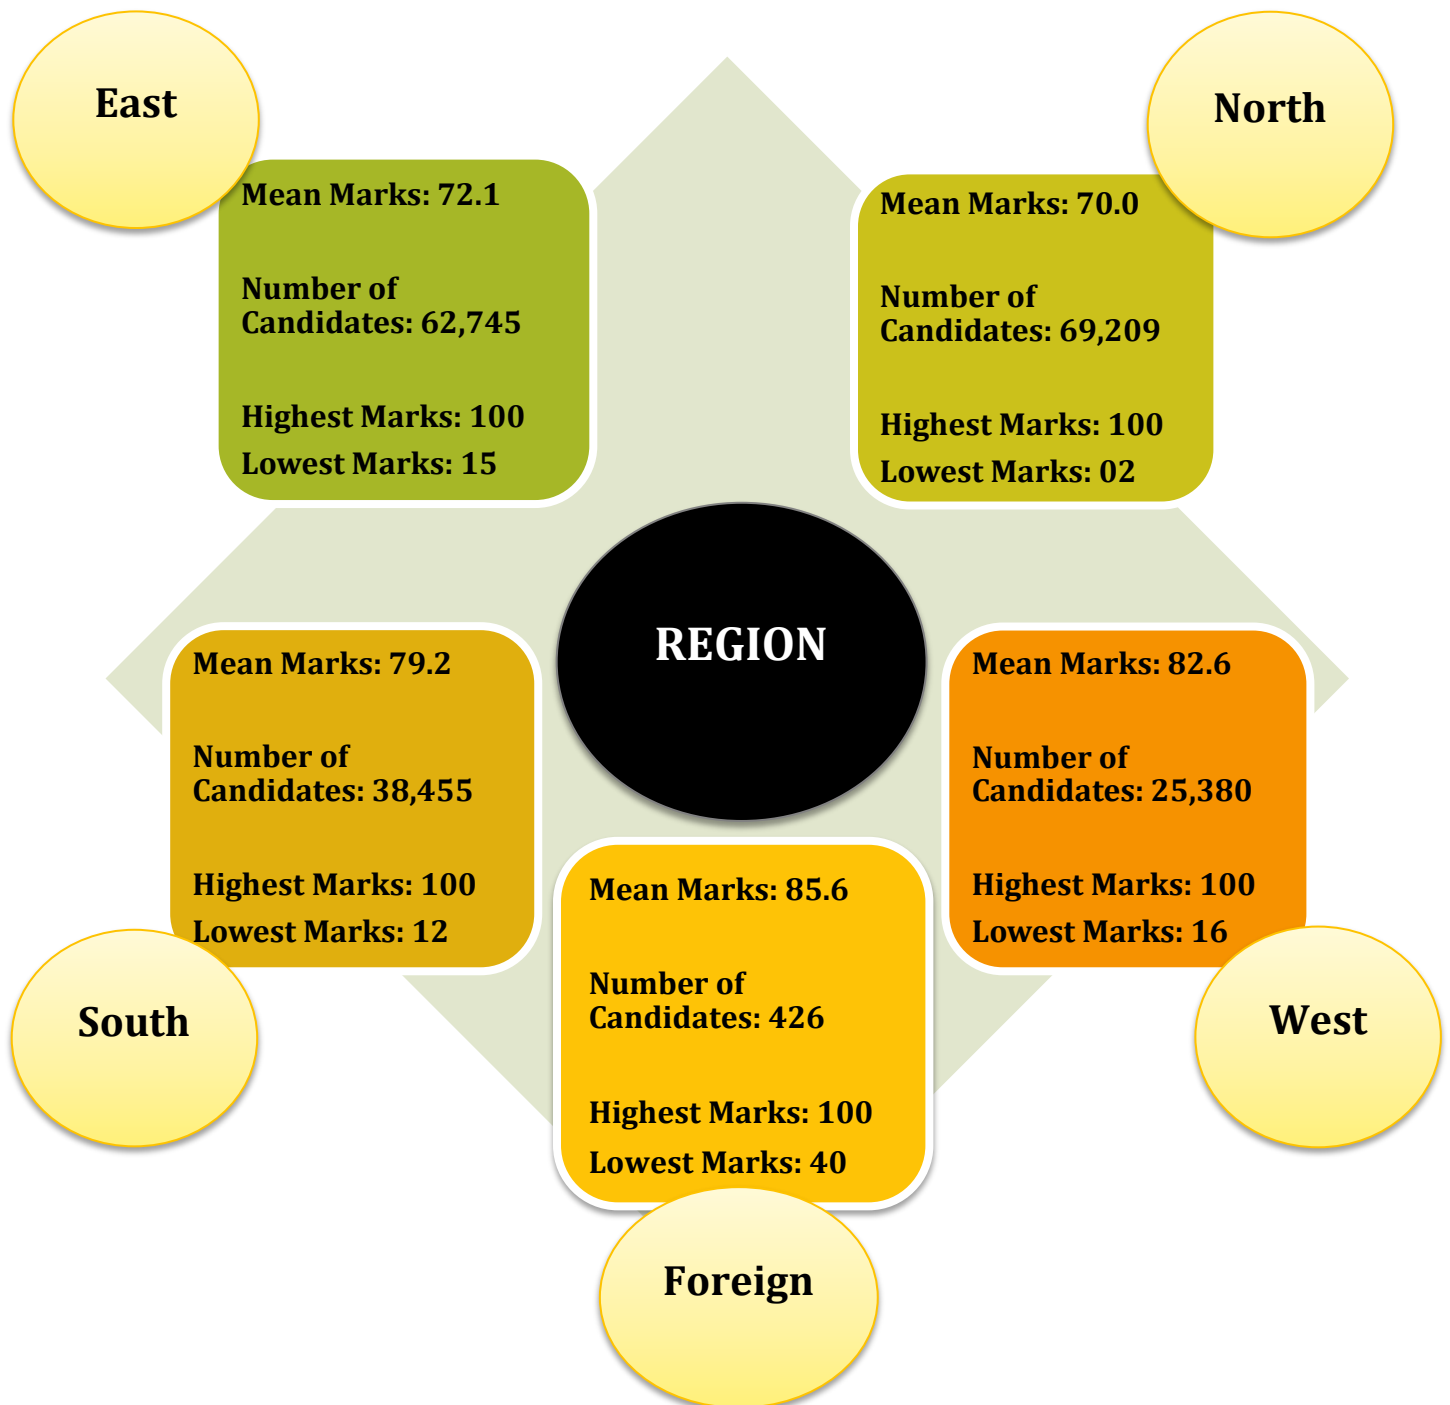 East
Mean Marks: 72.1
Number of
Candidates: 62,745
Highest Marks: 100
Lowest Marks: 15
North
Mean Marks: 70.0
Number of
Candidates: 69,209
Highest Marks: 100
Lowest Marks: 02
REGION
Mean Marks: 79.2
Number of
Candidates: 38,455
Highest Marks: 100
Lowest Marks: 12
South
Mean Marks: 85.6
Number of
Candidates: 426
Highest Marks: 100
Lowest Marks: 40
Foreign
Mean Marks: 82.6
Number of
Candidates: 25,380
Highest Marks: 100
Lowest Marks: 16
West